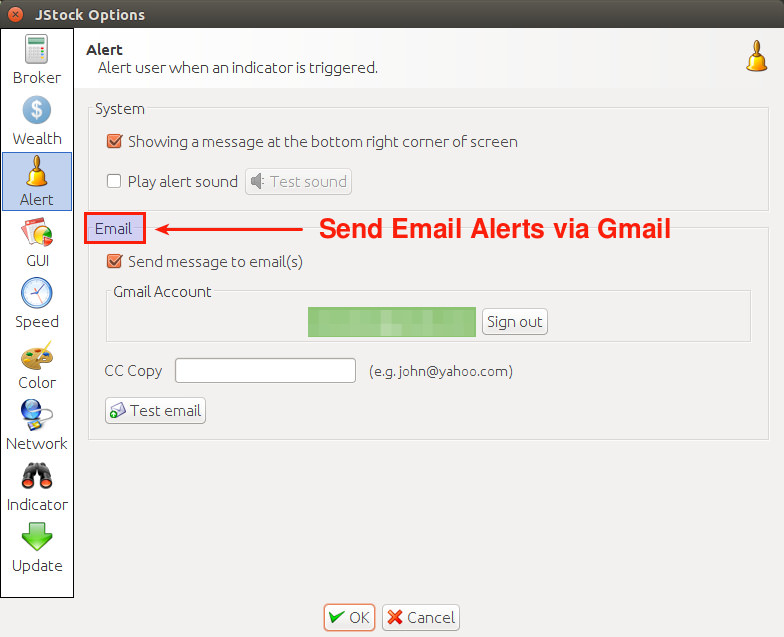 JStock Options
Broker
Wealth
Alert
GUI
Speed
Color
Network
Indicator
Update
Alert
Alert user when an indicator is triggered.
System
Showing a message at the bottom right corner of screen
Play alert sound Test sound
Email Send Email Alerts via Gmail
Send message to email(s)
Gmail Account
Sign out
CC Copy (e.g. john@yahoo.com)
Test email
OK Cancel